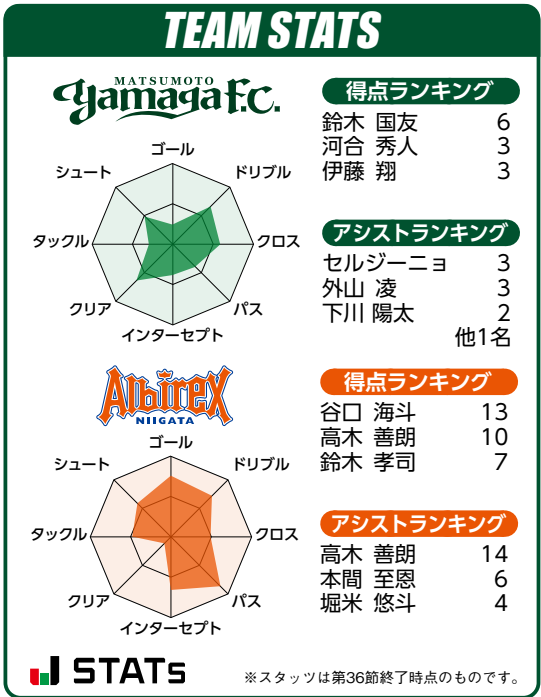 TEAM STATS
MATSUMOTO
yamaga F.C.
ゴール
シュート
ドリブル
タックル
クロス
クリア
パス
インターセプト
得点ランキング
鈴木 国友 6
河合 秀人 3
伊藤 翔 3
アシストランキング
セルジーニョ 3
外山 凌 3
下川 陽太 2
他1名
Albirex
NIIGATA
ゴール
シュート
ドリブル
タックル
クロス
クリア
パス
インターセプト
得点ランキング
谷口 海斗 13
高木 善朗 10
鈴木 孝司 7
アシストランキング
高木 善朗 14
本間 至恩 6
堀米 悠斗 4
J STATS
※スタッツは第36節終了時点のものです。